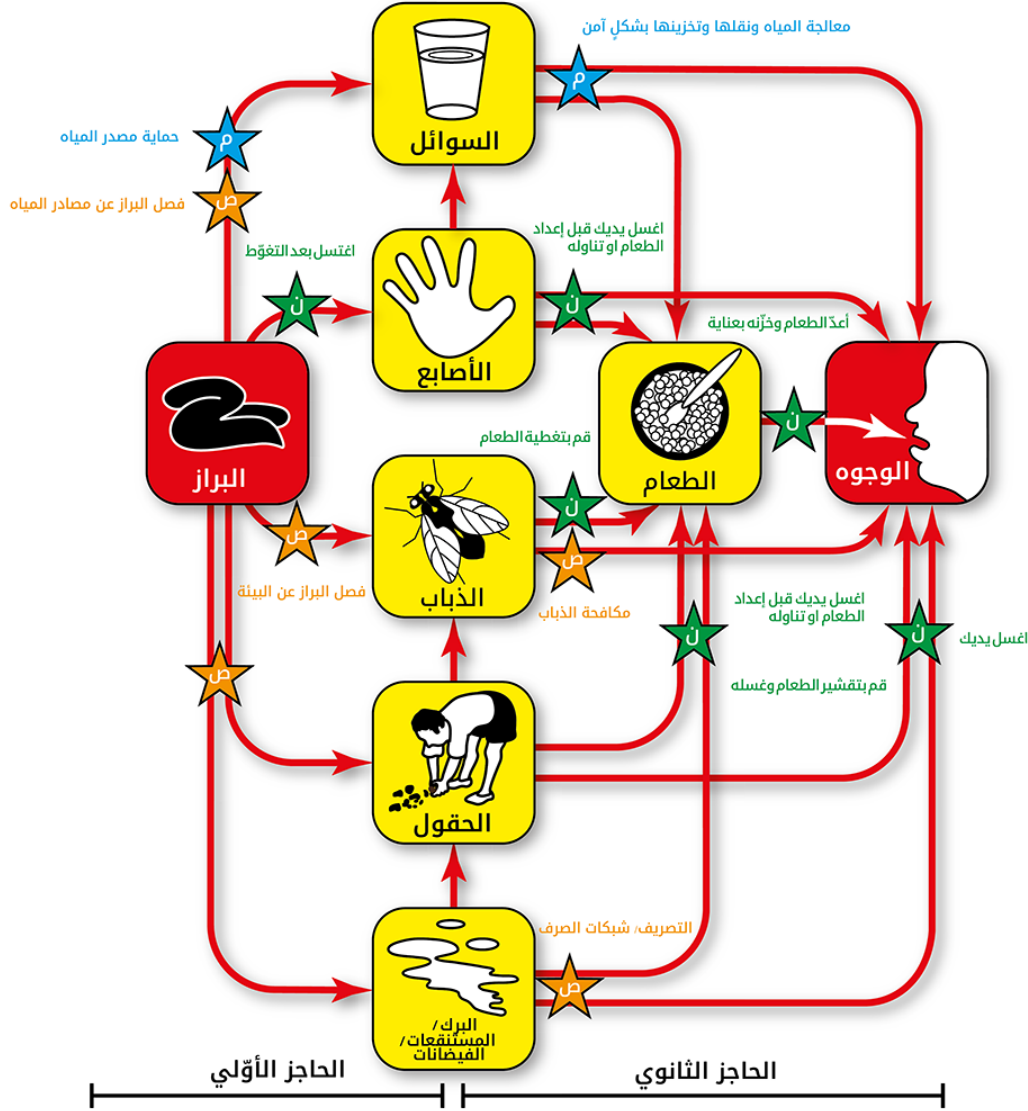 معالجة المياه ونقلها وتخزينها بشكلٍ آمن
م
السوائل
حماية مصدر المياه
م
فصل البراز عن مصادر المياه
ص
اغتسل بعد التغوّط
ن
اغسل يديك قبل إعداد
الطعام او تناوله
ن
الأصابع
أعدّ الطعام وخزّنه بعناية
ن
البراز
الطعام
الوجوه
قم بتغطية الطعام
ن
ص
ص
الذباب
فصل البراز عن البيئة
مكافحة الذباب
اغسل يديك قبل إعداد
الطعام او تناوله
ن
ن
اغسل يديك
قم بتقشير الطعام وغسله
ص
الحقول
التصريف/ شبكات الصرف
ص
البرك/
المستنقعات/
الفيضانات
الحاجز الثانوي
الحاجز الأوّلي